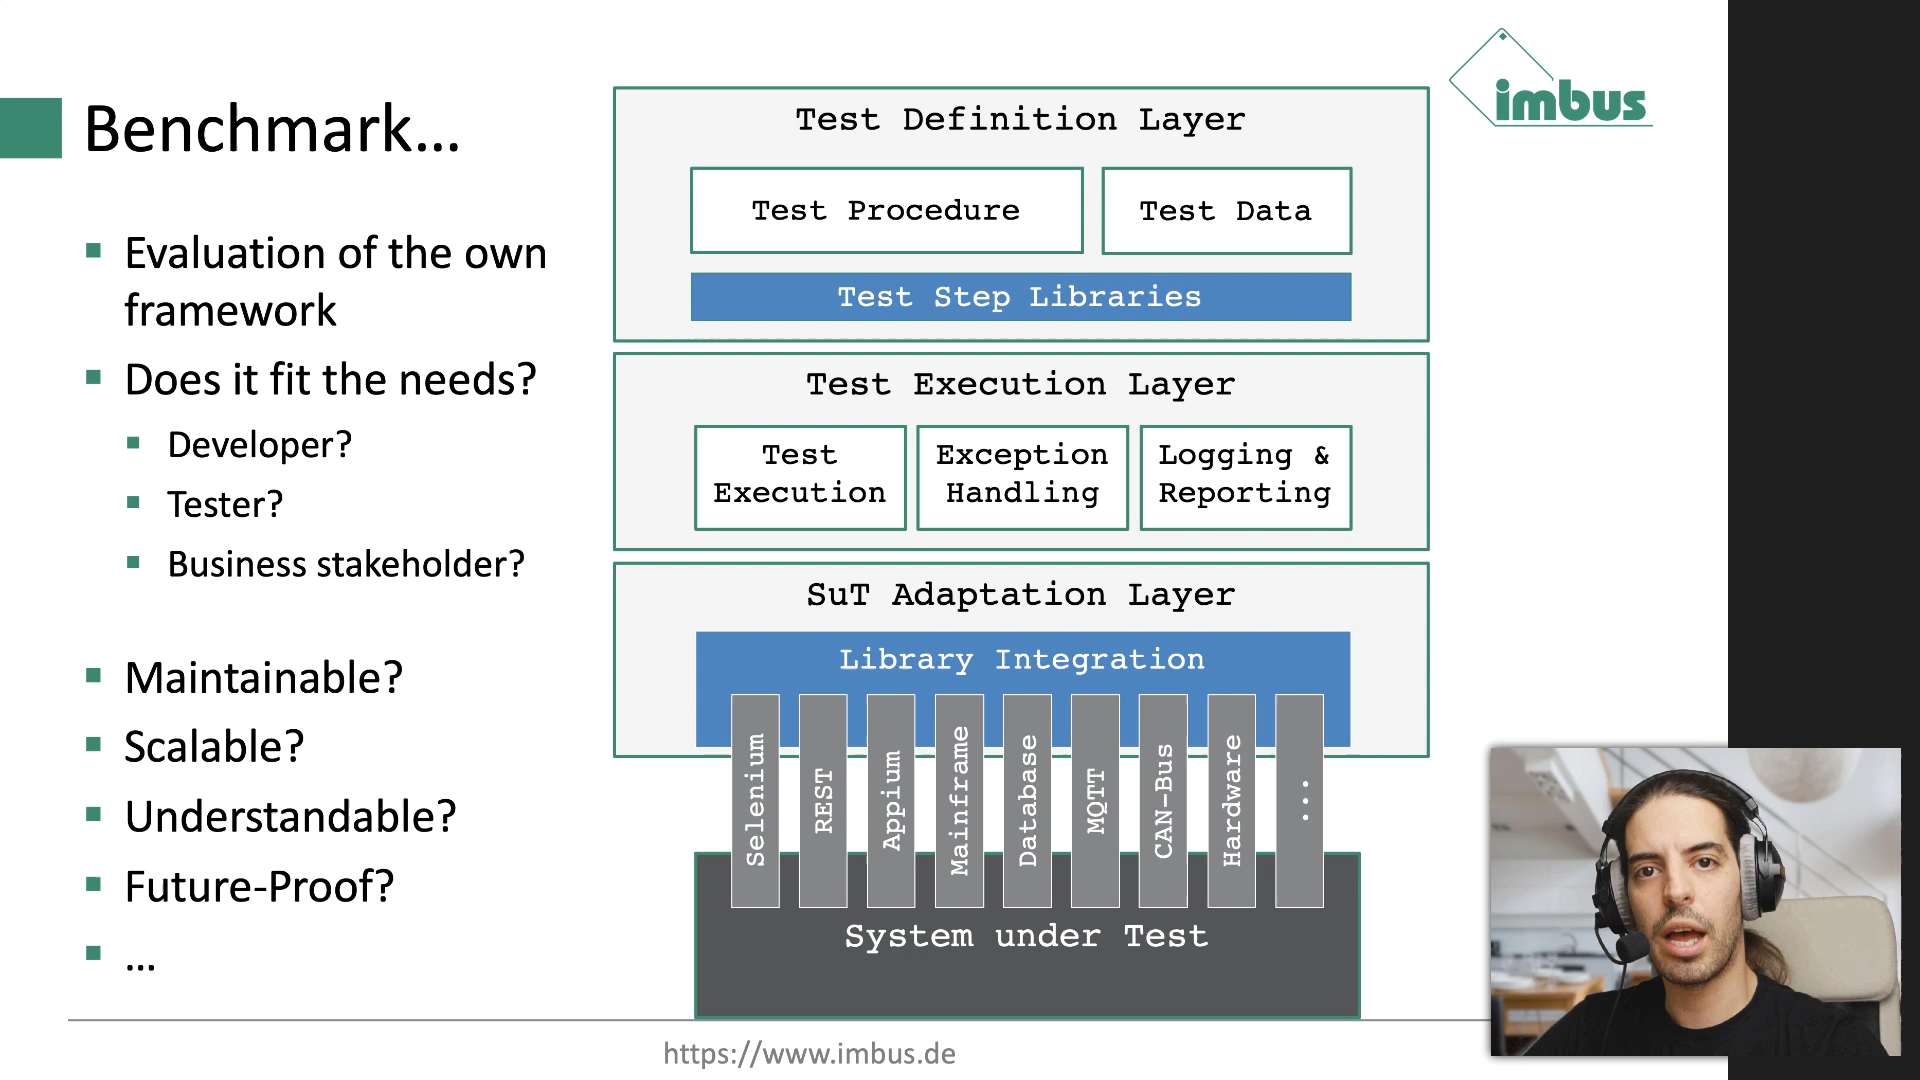 imbus
Benchmark…
Evaluation of the own
framework
Does it fit the needs?
Developer?
Tester?
Business stakeholder?
Maintainable?
Scalable?
Understandable?
Future-Proof?
...
Test Definition Layer
Test Procedure
Test Data
Test Step Libraries
Test Execution Layer
Test
Execution
Exception
Handling
Logging &
Reporting
SuT Adaptation Layer
Library Integration
Selenium
REST
Appium
Mainframe
Database
MQTT
CAN-Bus
Hardware
...
System under Test
https://www.imbus.de